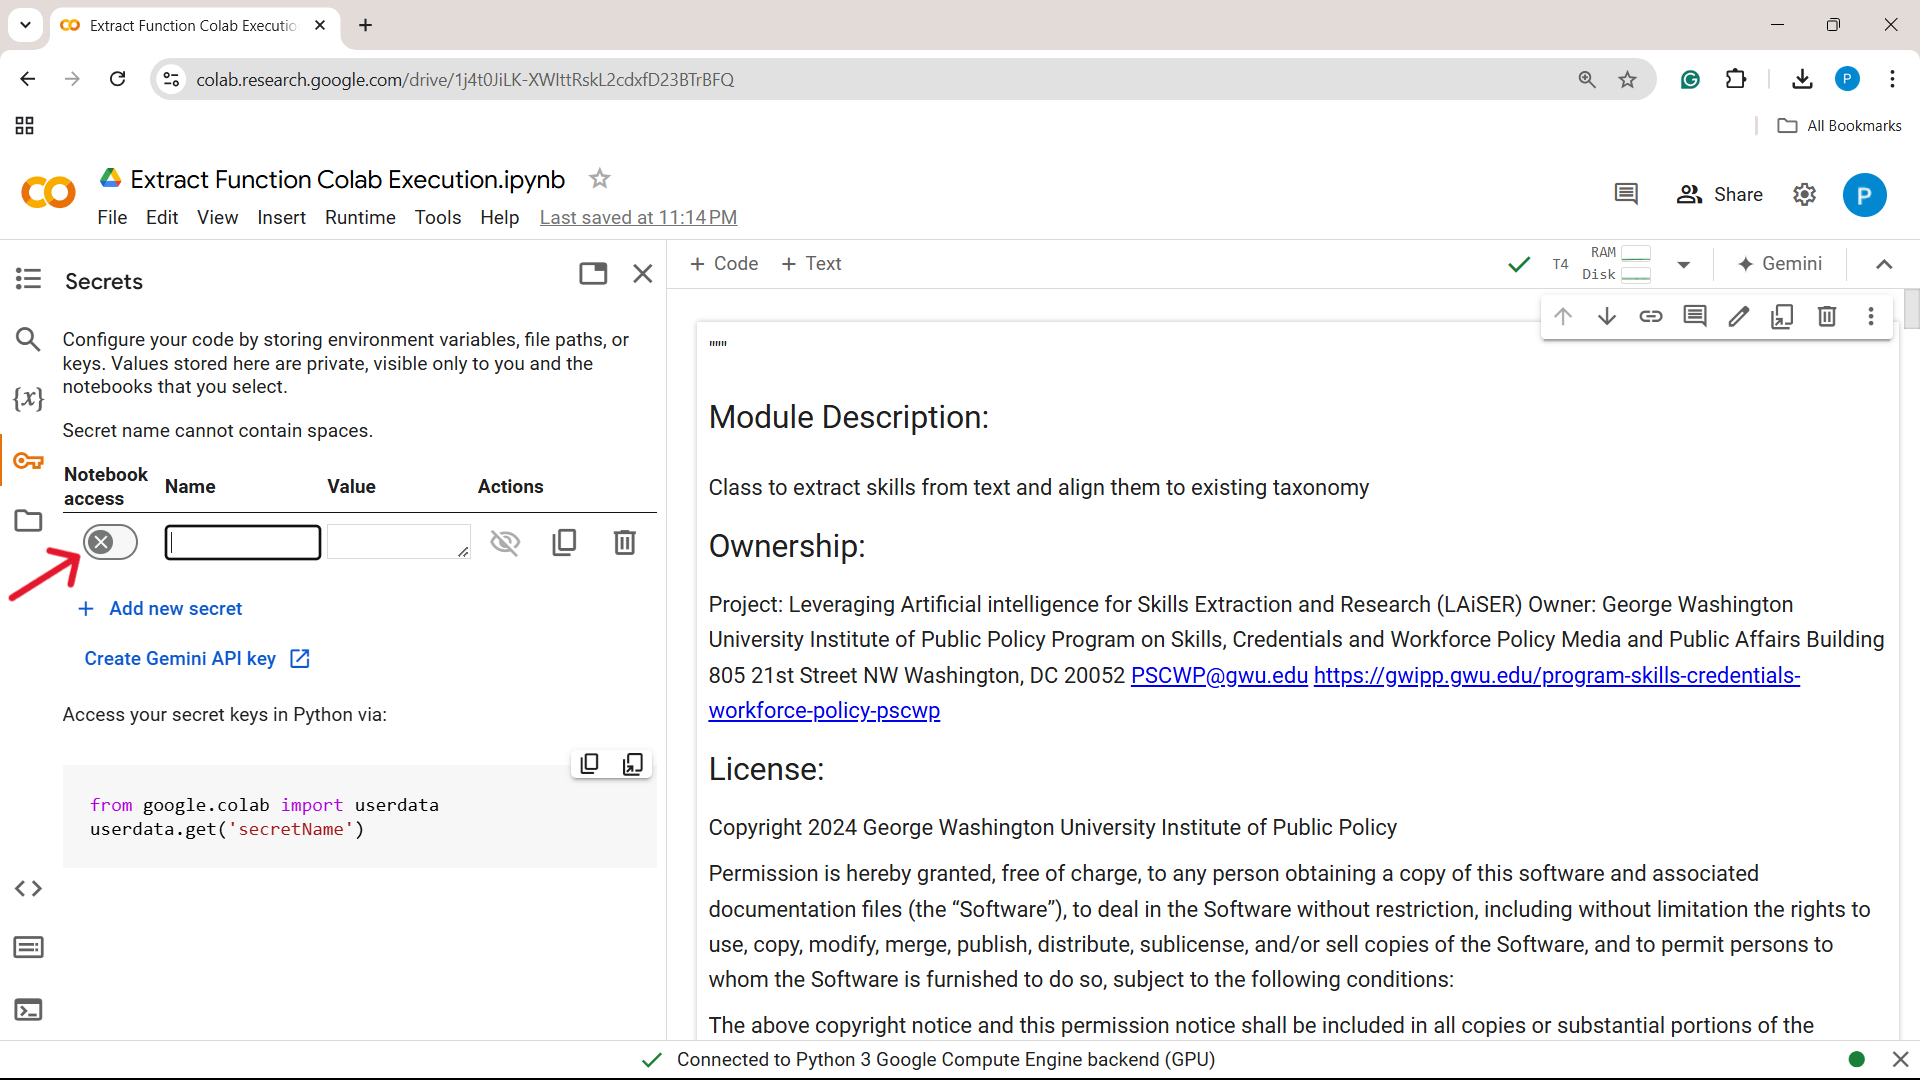 Extract Function Colab Executio
colab.research.google.com/drive/1j4t0JiLK-XWIttRskL2cdxfD23BTrBFQ
P
All Bookmarks
Extract Function Colab Execution.ipynb
Share
P
File Edit View Insert Runtime Tools Help Last saved at 11:14 PM
Secrets
+ Code + Text
T4
RAM
Disk
Gemini
Configure your code by storing environment variables, file paths, or
keys. Values stored here are private, visible only to you and the
notebooks that you select.
Secret name cannot contain spaces.
Notebook
access
Name
Value
Actions
+ Add new secret
Create Gemini API key
Access your secret keys in Python via:
from google.colab import userdata
userdata.get('secretName')
{x}
"""
Module Description:
Class to extract skills from text and align them to existing taxonomy
Ownership:
Project: Leveraging Artificial intelligence for Skills Extraction and Research (LAiSER) Owner: George Washington
University Institute of Public Policy Program on Skills, Credentials and Workforce Policy Media and Public Affairs Building
805 21st Street NW Washington, DC 20052 PSCWP@gwu.edu https://gwipp.gwu.edu/program-skills-credentials-
workforce-policy-pscwp
License:
Copyright 2024 George Washington University Institute of Public Policy
Permission is hereby granted, free of charge, to any person obtaining a copy of this software and associated
documentation files (the “Software”), to deal in the Software without restriction, including without limitation the rights to
use, copy, modify, merge, publish, distribute, sublicense, and/or sell copies of the Software, and to permit persons to
whom the Software is furnished to do so, subject to the following conditions:
The above copyright notice and this permission notice shall be included in all copies or substantial portions of the
Connected to Python 3 Google Compute Engine backend (GPU)